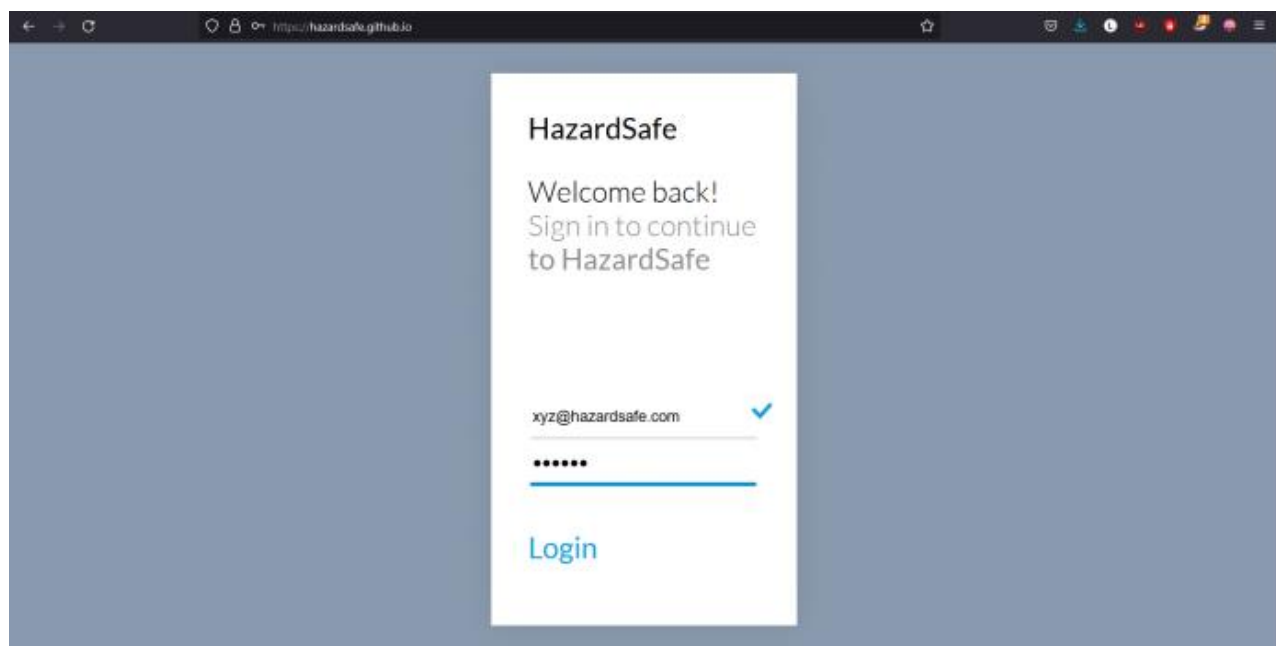 https://hazardsafe.github.io
HazardSafe
Welcome back!
Sign in to continue
to HazardSafe
xyz@hazardsafe.com
••••••
Login